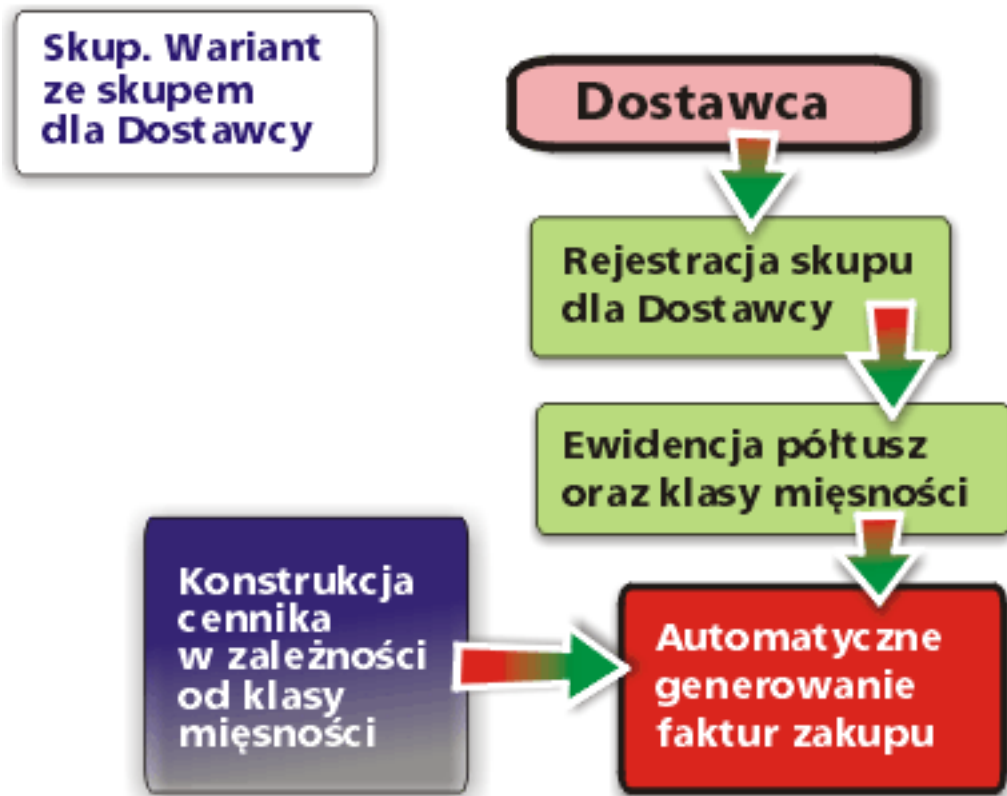 Skup. Wariant
ze skupem
dla Dostawcy
Dostawca
Rejestracja skupu
dla Dostawcy
Ewidencja półtusz
oraz klasy mięsności
Konstrukcja
cennika
w zależności
od klasy
mięsności
Automatyczne
generowanie
faktur zakupu